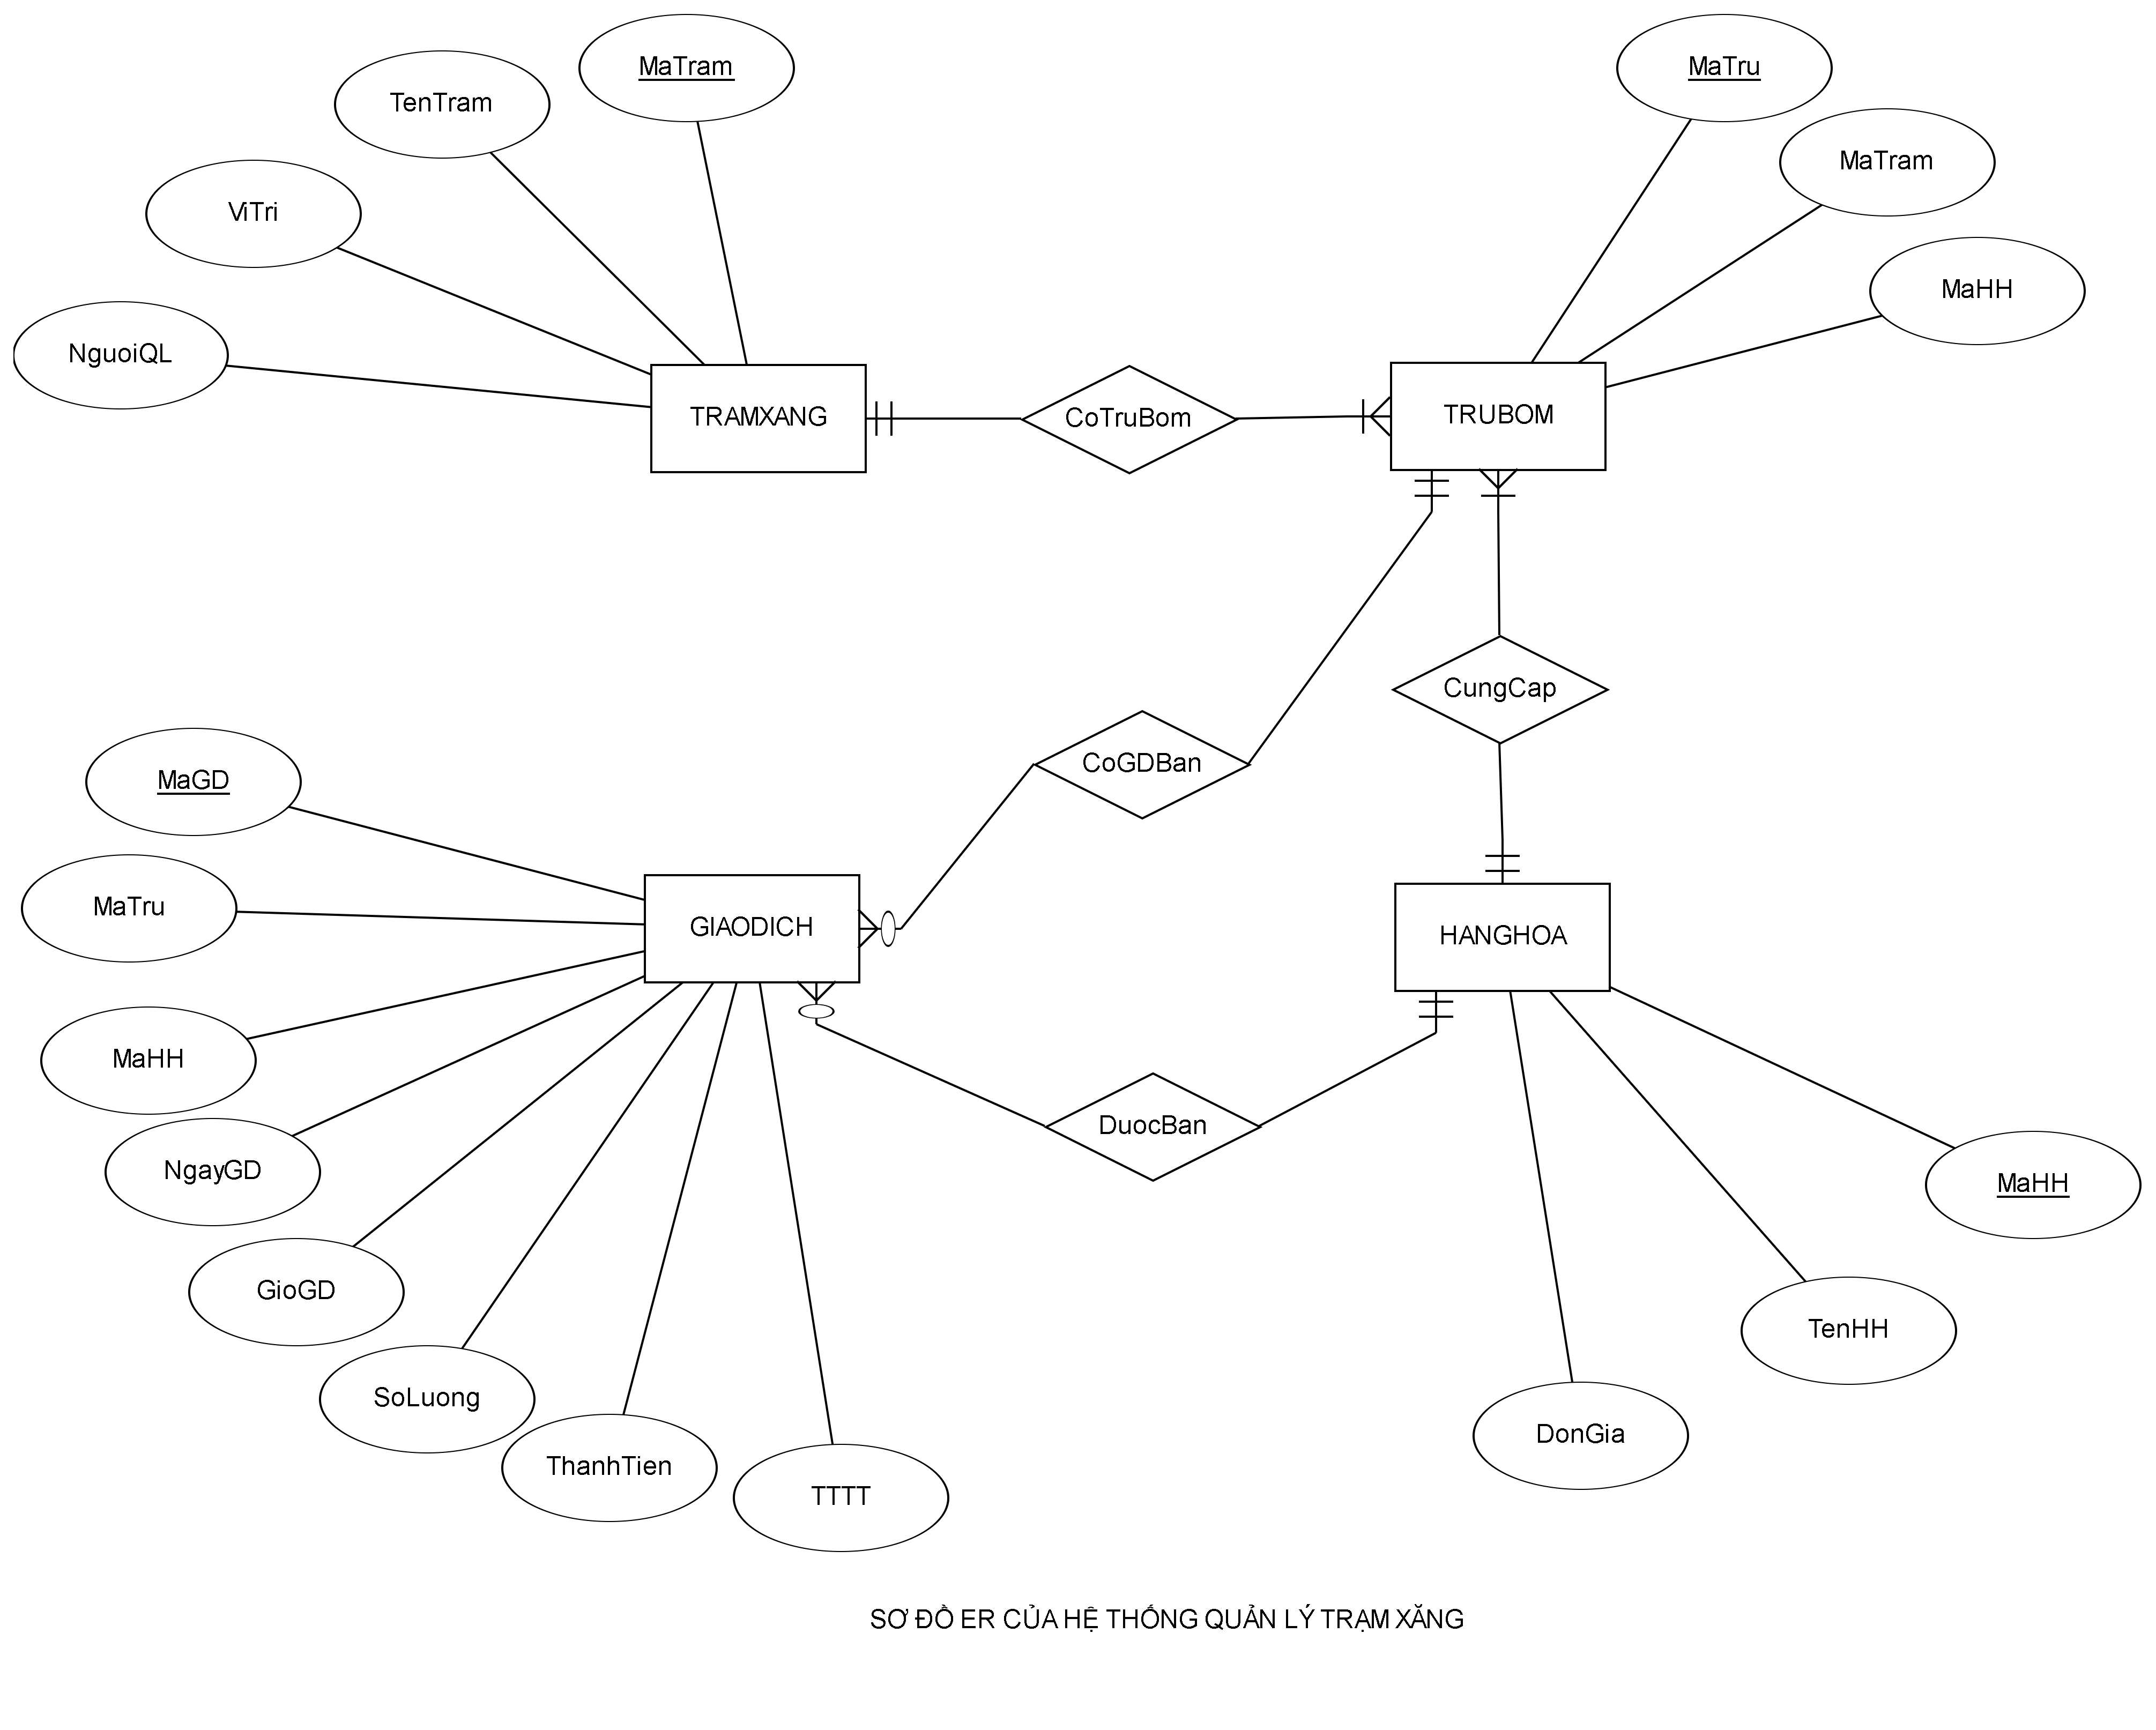 MaTram
MaTru
TenTram
MaTram
ViTri
MaHH
NguoiQL
TRAMXANG
CoTruBom
TRUBOM
CungCap
CoGDBan
MaGD
MaTru
GIAODICH
HANGHOA
MaHH
DuocBan
NgayGD
MaHH
GioGD
TenHH
SoLuong
DonGia
ThanhTien
TTTT
SƠ ĐỒ ER CỦA HỆ THỐNG QUẢN LÝ TRẠM XĂNG